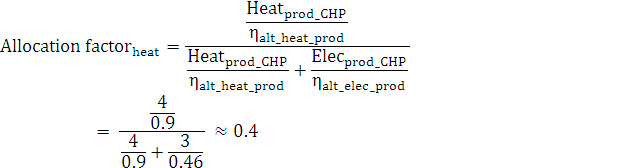 Allocation factor_heat = (Heat_prod_CHP / η_alt_heat_prod) / (Heat_prod_CHP / η_alt_heat_prod + Elec_prod_CHP / η_alt_elec_prod)
= (4 / 0.9) / (4 / 0.9 + 3 / 0.46) ≈ 0.4